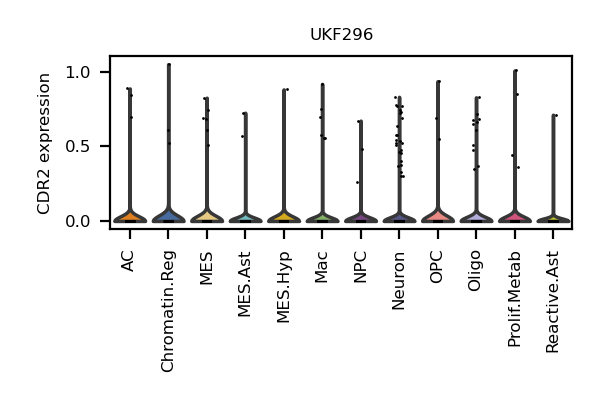 UKF296
CDR2 expression
1.0
0.5
0.0
AC
Chromatin.Reg
MES
MES.Ast
MES.Hyp
Mac
NPC
Neuron
OPC
Oligo
Prolif.Metab
Reactive.Ast